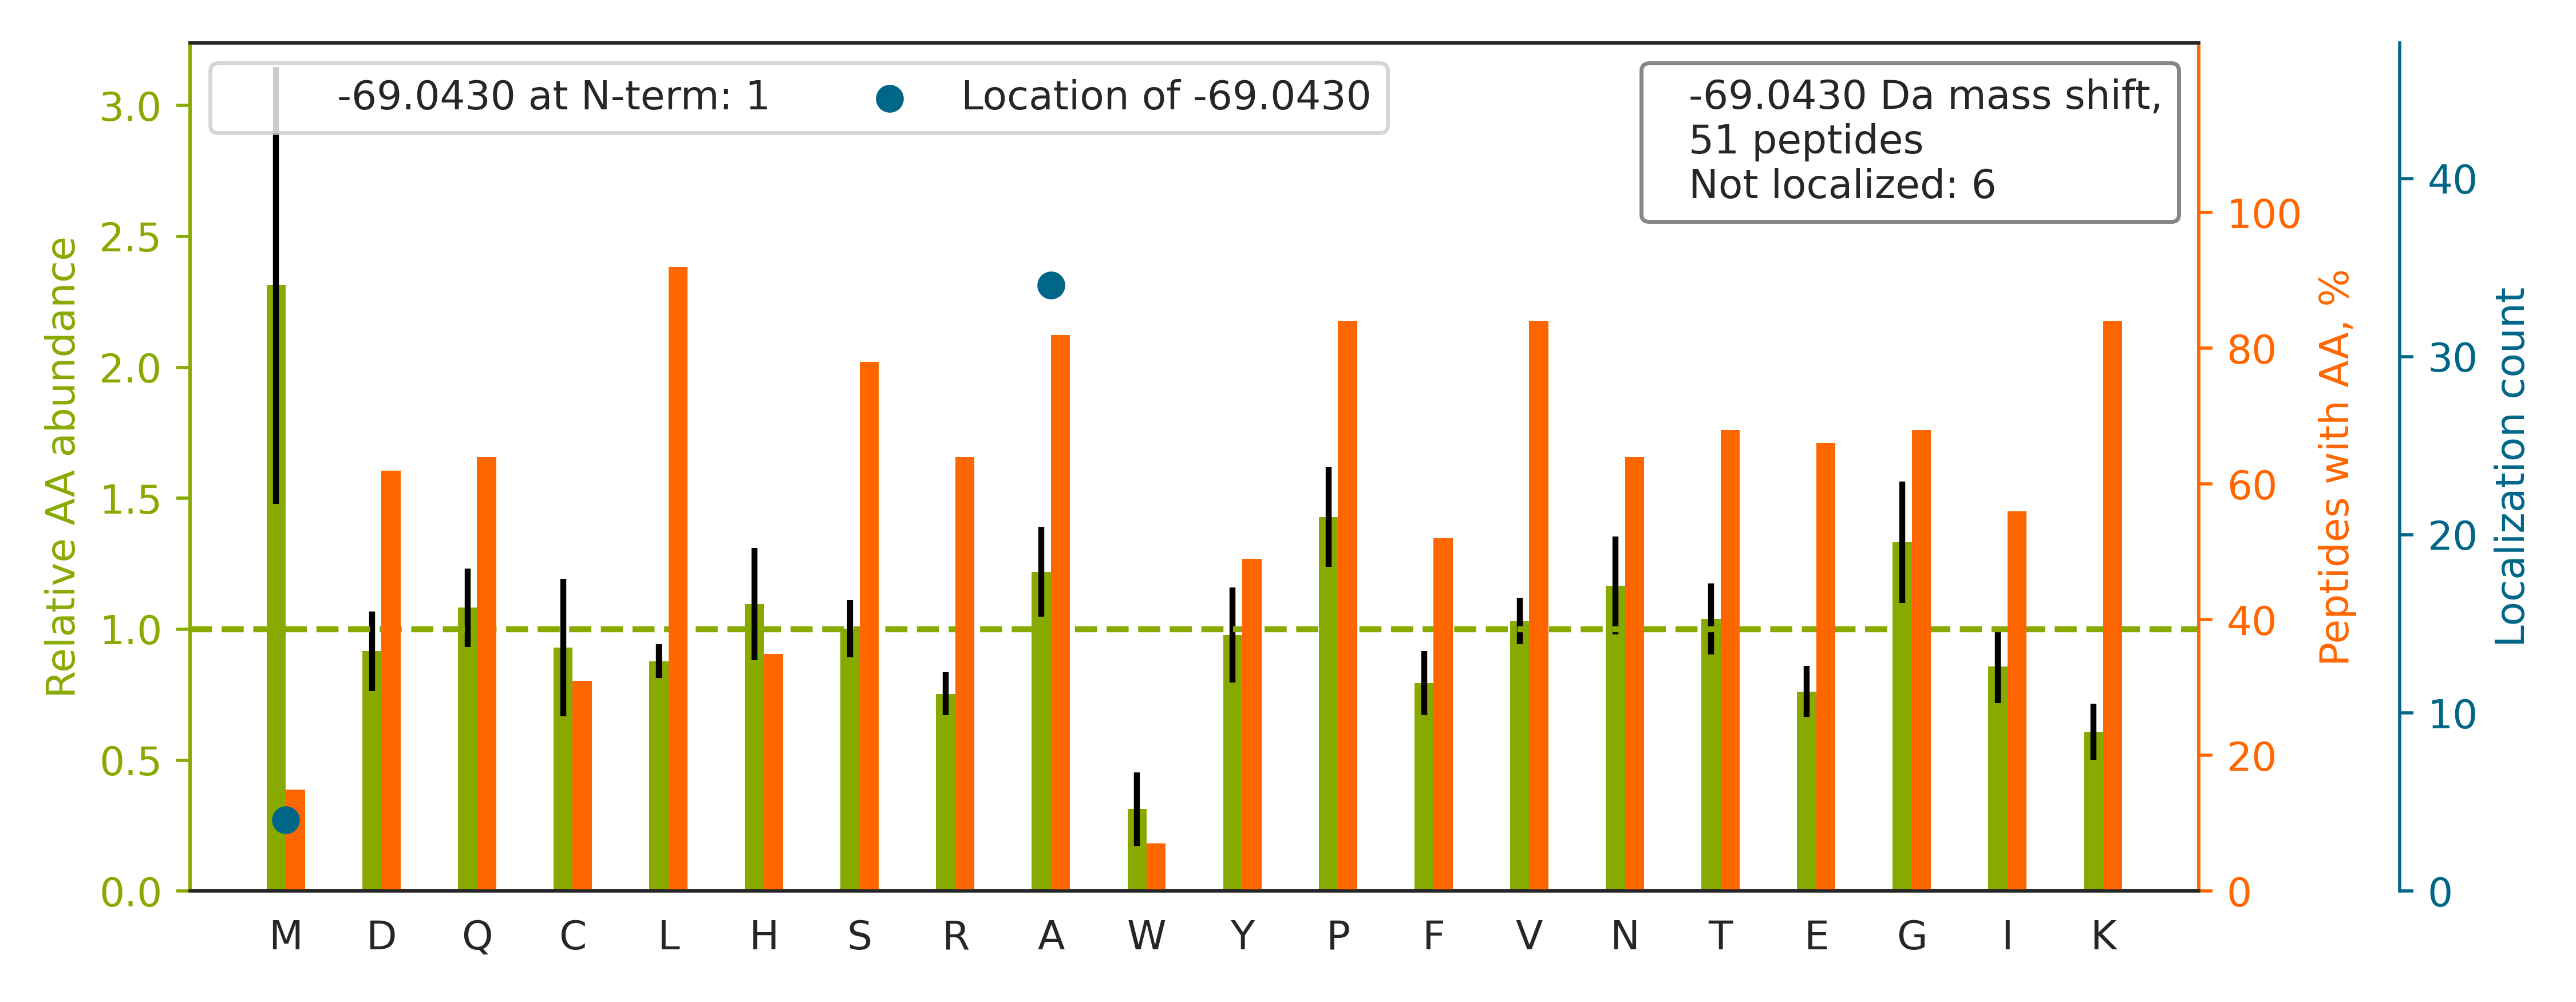 -69.0430 at N-term: 1
Location of -69.0430
-69.0430 Da mass shift,
51 peptides
Not localized: 6
Relative AA abundance
3.0
2.5
2.0
1.5
1.0
0.5
0.0
100
80
60
40
20
0
Peptides with AA, %
40
30
20
10
0
Localization count
M D Q C L H S R A W Y P F V N T E G I K